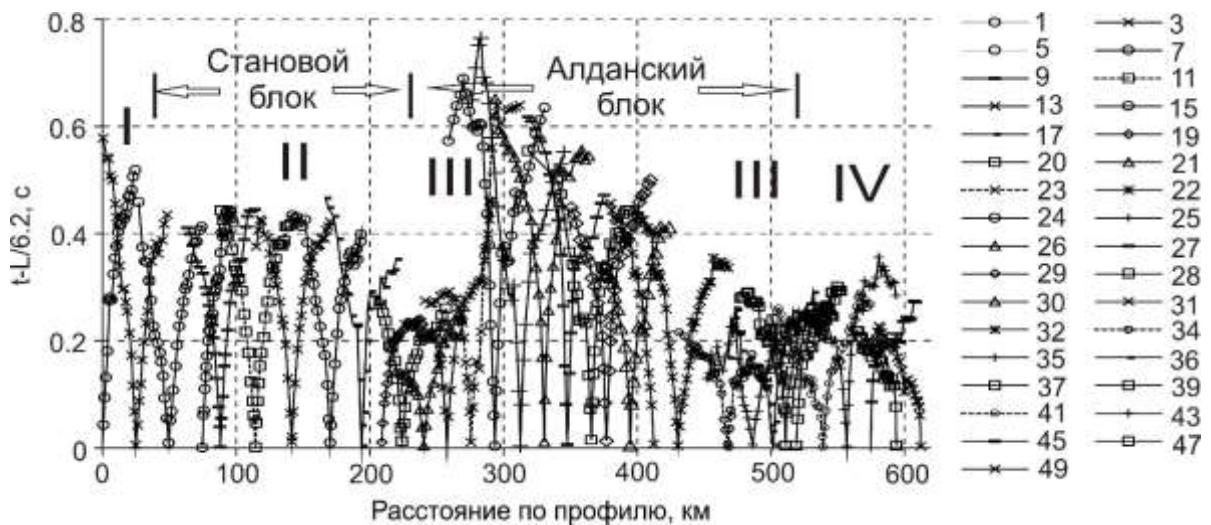 t-L/6.2, с
0.8
0.6
0.4
0.2
0
Становой
блок
Алданский
блок
I
II
III
III
IV
0 100 200 300 400 500 600
Расстояние по профилю, км
1 3
5 7
9 11
13 15
17 19
20 21
23 22
24 25
26 27
29 28
30 31
32 34
35 36
37 39
41 43
45 47
49